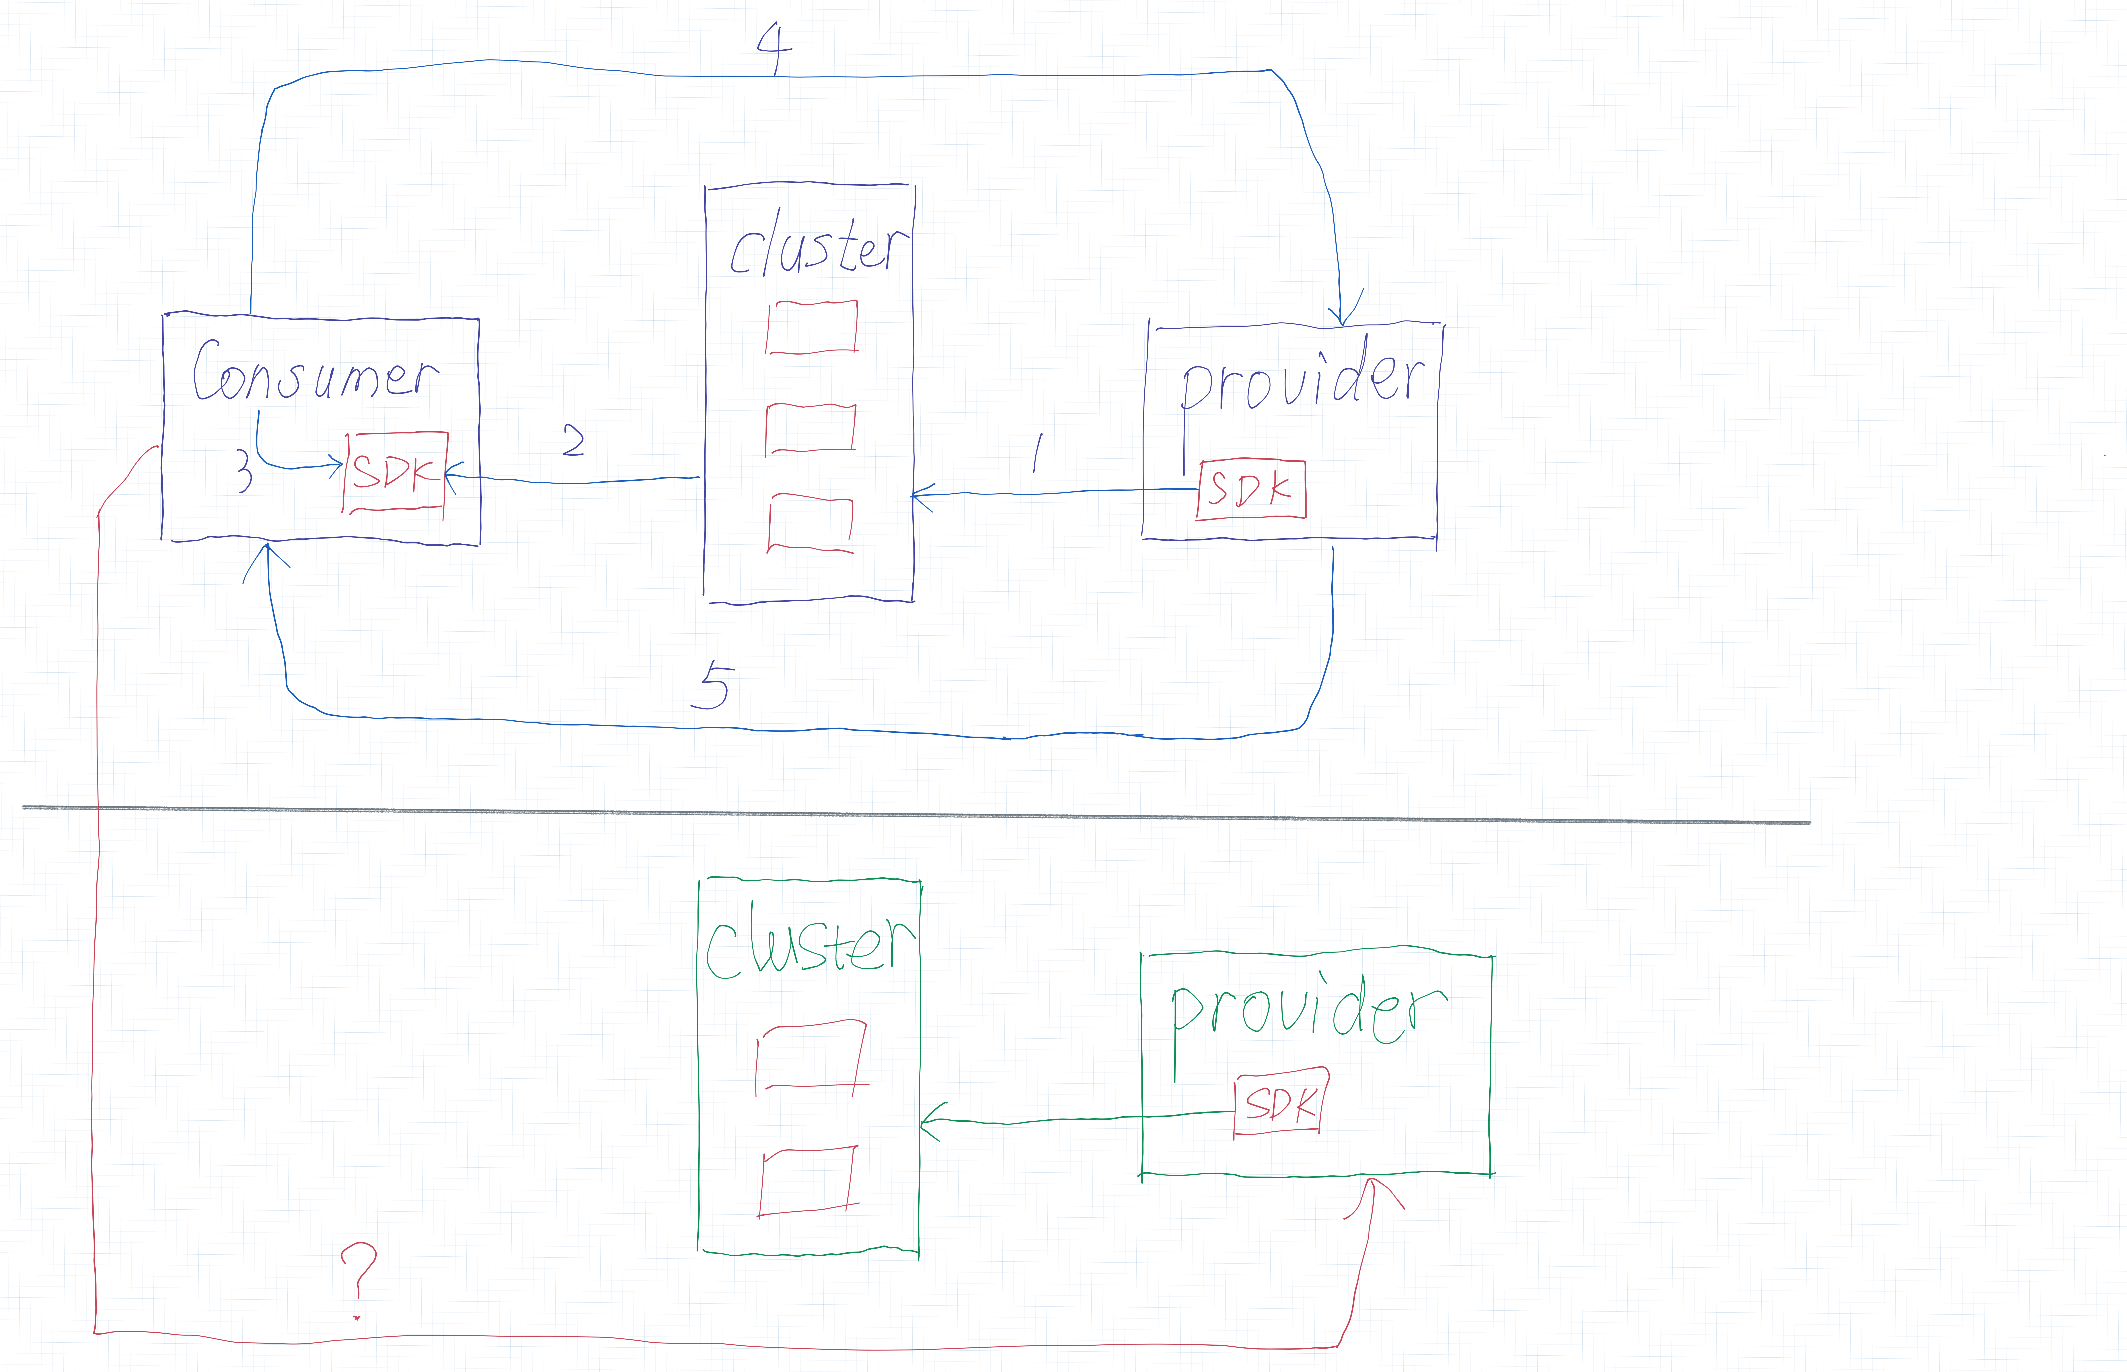 4
cluster
Consumer
provider
2
1
3
SDK
SDK
5
cluster
provider
SDK
?